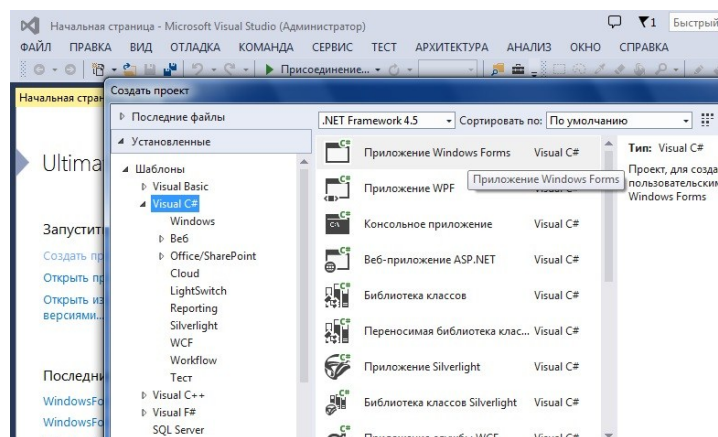 Начальная страница - Microsoft Visual Studio (Администратор)
1
Быстрый
ФАЙЛ ПРАВКА ВИД ОТЛАДКА КОМАНДА СЕРВИС ТЕСТ АРХИТЕКТУРА АНАЛИЗ ОКНО СПРАВКА
Присоединение...
Начальная стран
Создать проект
Последние файлы
.NET Framework 4.5
Сортировать по: По умолчанию
Установленные
Шаблоны
Visual Basic
Visual C#
Windows
Веб
Office/SharePoint
Cloud
LightSwitch
Reporting
Silverlight
WCF
Workflow
Тест
Visual C++
Visual F#
SQL Server
Приложение Windows Forms Visual C#
Приложение Windows Forms
Приложение WPF
Консольное приложение Visual C#
Веб-приложение ASP.NET Visual C#
Библиотека классов Visual C#
Переносимая библиотека клас... Visual C#
Приложение Silverlight Visual C#
Библиотека классов Silverlight Visual C#
Приложение службы WCF Visual C#
Тип: Visual C#
Проект, для созда
пользовательским
Windows Forms
Ultima
Запустит
Создать пр
Открыть пр
Открыть из
версиями...
Последни
WindowsFo
WindowsFo